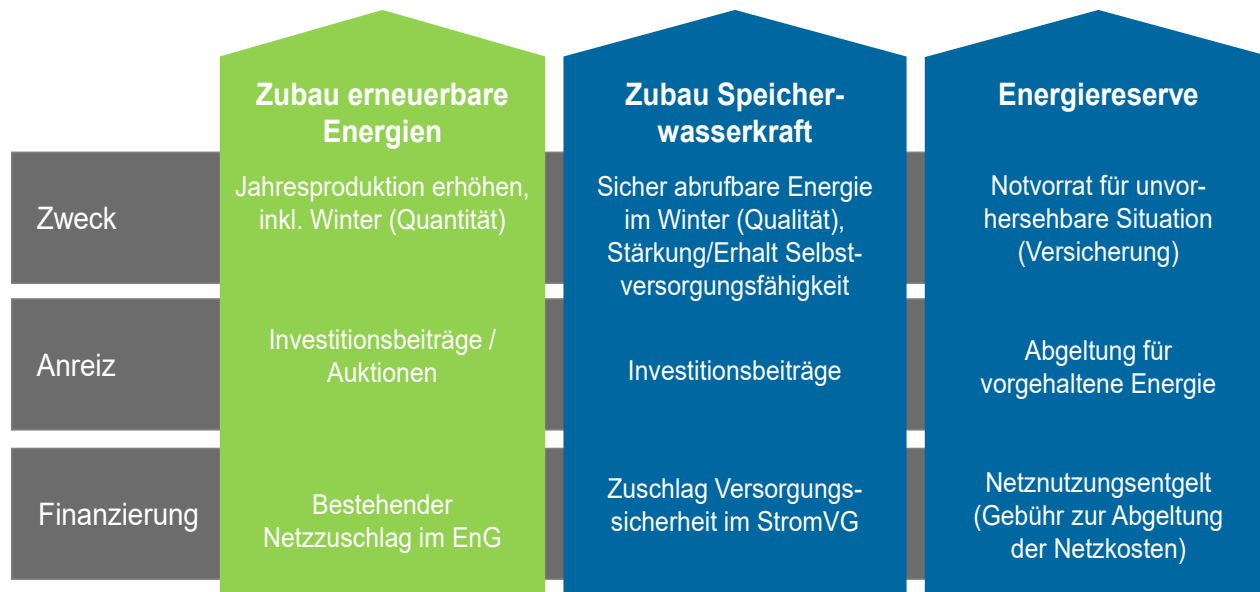 Zubau erneuerbare
Energien
Zubau Speicher-
wasserkraft
Energiereserve
Zweck
Jahresproduktion erhöhen,
inkl. Winter (Quantität)
Sicher abrufbare Energie
im Winter (Qualität),
Stärkung/Erhalt Selbst-
versorgungsfähigkeit
Notvorrat für unvor-
hersehbare Situation
(Versicherung)
Anreiz
Investitionsbeiträge /
Auktionen
Investitionsbeiträge
Abgeltung für
vorgehaltene Energie
Finanzierung
Bestehender
Netzzuschlag im EnG
Zuschlag Versorgungs-
sicherheit im StromVG
Netznutzungsentgelt
(Gebühr zur Abgeltung
der Netzkosten)